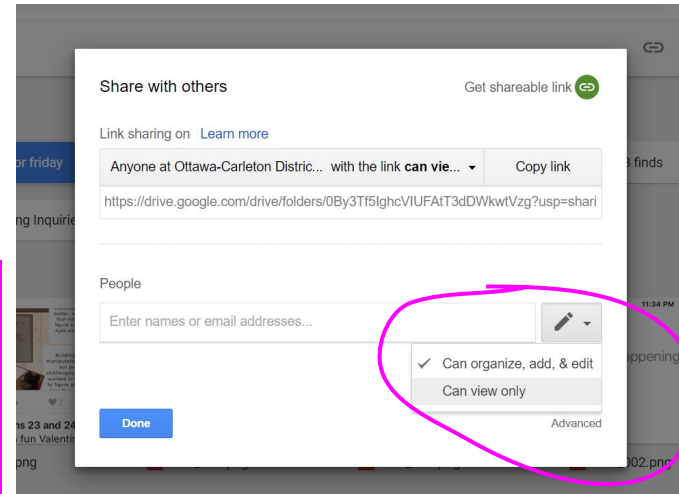 Share with others
Get shareable link
Link sharing on Learn more
Anyone at Ottawa-Carleton Distric... with the link can vie... Copy link
https://drive.google.com/drive/folders/0By3Tf5IghcVIUFAtT3dDWkwtVzg?usp=shari
People
Enter names or email addresses...
Can organize, add, & edit
Can view only
Done
Advanced
or friday
3 finds
ng Inquirie
11:34 PM
appening
ns 23 and 24
fun Valentin
png
002.png